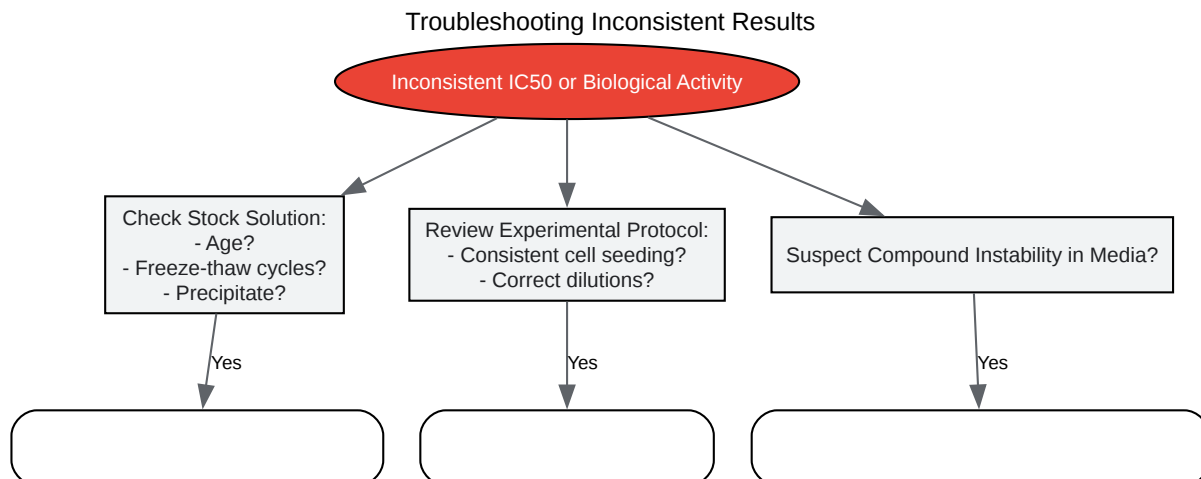 Troubleshooting Inconsistent Results
Inconsistent IC50 or Biological Activity
Check Stock Solution:
- Age?
- Freeze-thaw cycles?
- Precipitate?
Review Experimental Protocol:
- Consistent cell seeding?
- Correct dilutions?
Suspect Compound Instability in Media?
Yes
Yes
Yes